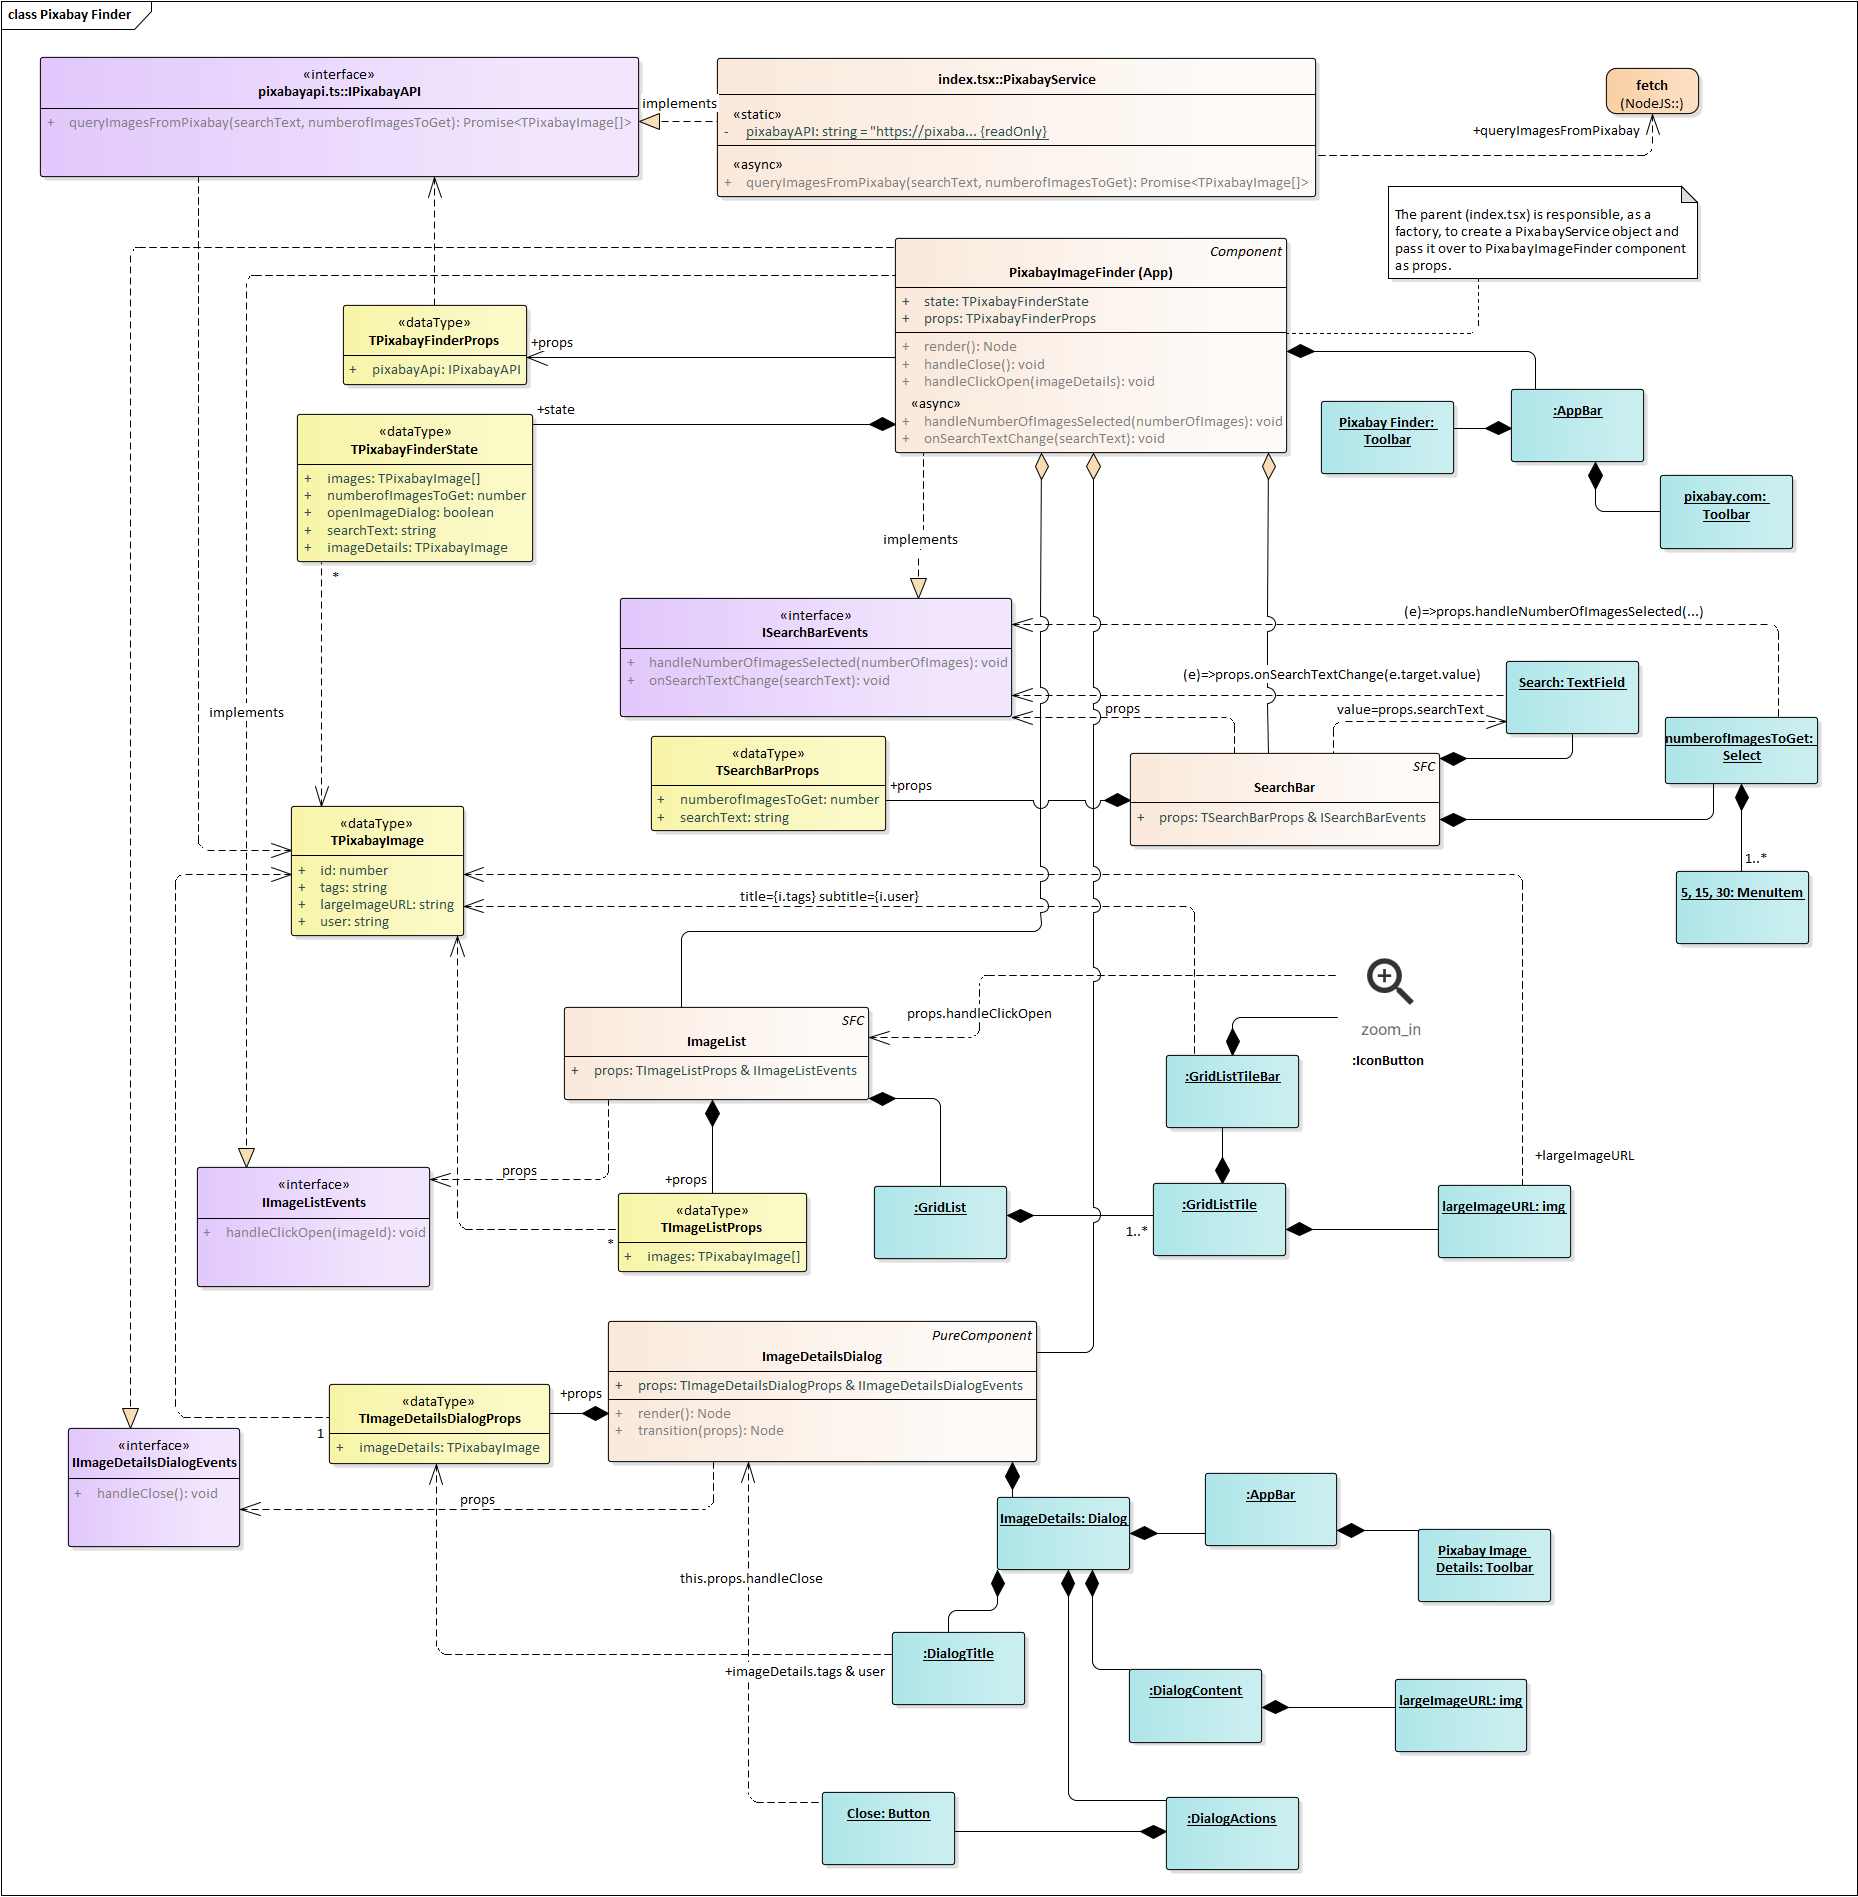 class Pixabay Finder
«interface»
pixabayapi.ts::IPixabayAPI
+ queryImagesFromPixabay(searchText, numberofImagesToGet): Promise<TPixabayImage[]>
implements
index.tsx::PixabayService
«static»
- pixabayAPI: string = "https://pixaba... {readOnly}
«async»
+ queryImagesFromPixabay(searchText, numberofImagesToGet): Promise<TPixabayImage[]>
fetch
(NodeJS::)
+queryImagesFromPixabay
The parent (index.tsx) is responsible, as a
factory, to create a PixabayService object and
pass it over to PixabayImageFinder component
as props.
Component
PixabayImageFinder (App)
+ state: TPixabayFinderState
+ props: TPixabayFinderProps
+ render(): Node
+ handleClose(): void
+ handleClickOpen(imageDetails): void
«async»
+ handleNumberOfImagesSelected(numberOfImages): void
+ onSearchTextChange(searchText): void
«dataType»
TPixabayFinderProps
+ pixabayApi: IPixabayAPI
+props
«dataType»
TPixabayFinderState
+ images: TPixabayImage[]
+ numberofImagesToGet: number
+ openImageDialog: boolean
+ searchText: string
+ imageDetails: TPixabayImage
+state
*
:AppBar
Pixabay Finder:
Toolbar
pixabay.com:
Toolbar
implements
«interface»
ISearchBarEvents
+ handleNumberOfImagesSelected(numberOfImages): void
+ onSearchTextChange(searchText): void
(e)=>props.handleNumberOfImagesSelected(...)
(e)=>props.onSearchTextChange(e.target.value)
props
value=props.searchText
Search: TextField
numberofImagesToGet:
Select
implements
«dataType»
TSearchBarProps
+ numberofImagesToGet: number
+ searchText: string
+props
SFC
SearchBar
+ props: TSearchBarProps & ISearchBarEvents
1..*
5, 15, 30: MenuItem
«dataType»
TPixabayImage
+ id: number
+ tags: string
+ largeImageURL: string
+ user: string
title={i.tags} subtitle={i.user}
SFC
ImageList
+ props: TImageListProps & IImageListEvents
props.handleClickOpen
zoom_in
:IconButton
:GridListTileBar
+largeImageURL
props
+props
«interface»
IImageListEvents
+ handleClickOpen(imageId): void
*
«dataType»
TImageListProps
+ images: TPixabayImage[]
:GridList
1..*
:GridListTile
largeImageURL: img
PureComponent
ImageDetailsDialog
+ props: TImageDetailsDialogProps & IImageDetailsDialogEvents
+ render(): Node
+ transition(props): Node
+props
«dataType»
TImageDetailsDialogProps
+ imageDetails: TPixabayImage
1
«interface»
IImageDetailsDialogEvents
+ handleClose(): void
props
ImageDetails: Dialog
:AppBar
Pixabay Image
Details: Toolbar
this.props.handleClose
:DialogTitle
+imageDetails.tags & user
:DialogContent
largeImageURL: img
Close: Button
:DialogActions